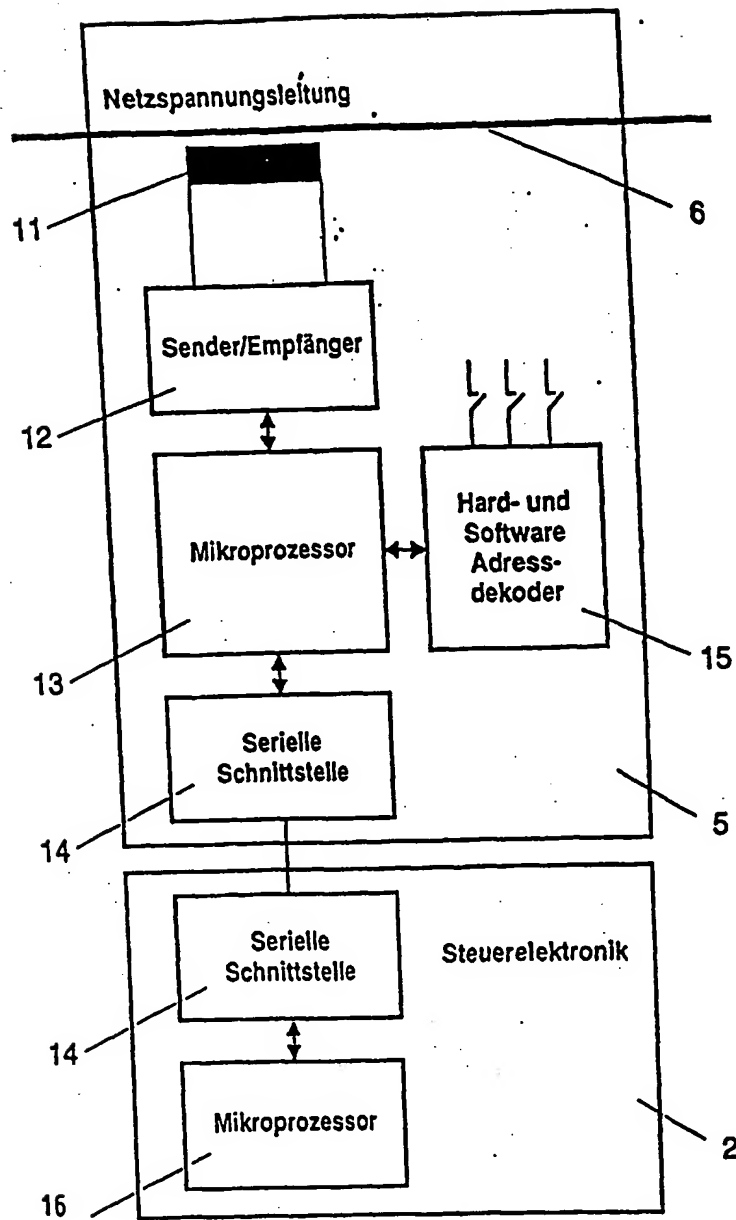 Netzspannungsleitung
11
6
Sender/Empfänger
12
Mikroprozessor
Hard- und
Software
Adress-
dekoder
13
15
Serielle
Schnittstelle
14
5
Serielle
Schnittstelle
Steuerelektronik
14
Mikroprozessor
16
2